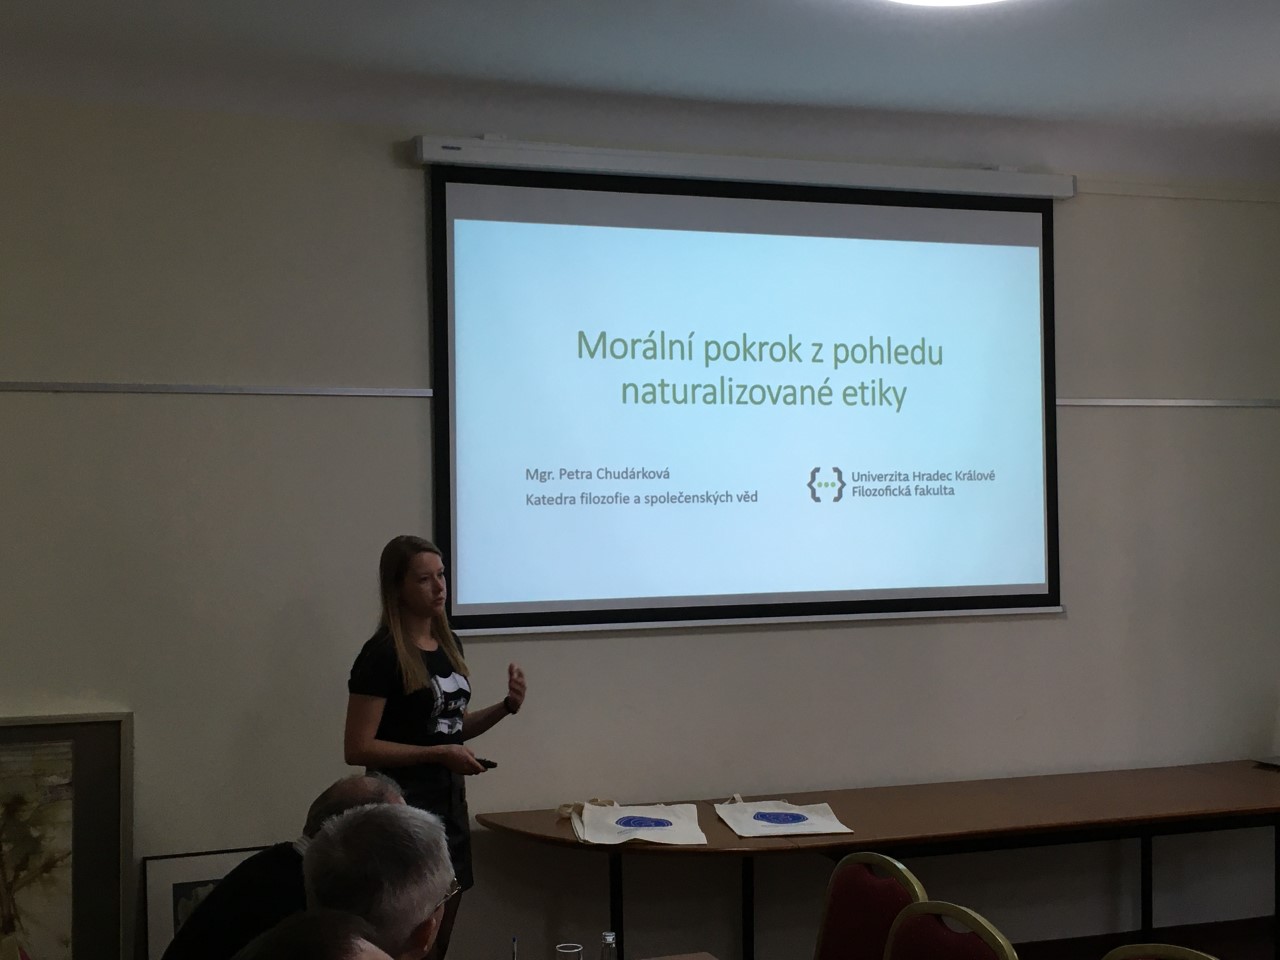 Morální pokrok z pohledu
naturalizované etiky
Mgr. Petra Chudárková
Katedra filozofie a společenských věd
Univerzita Hradec Králové
Filozofická fakulta